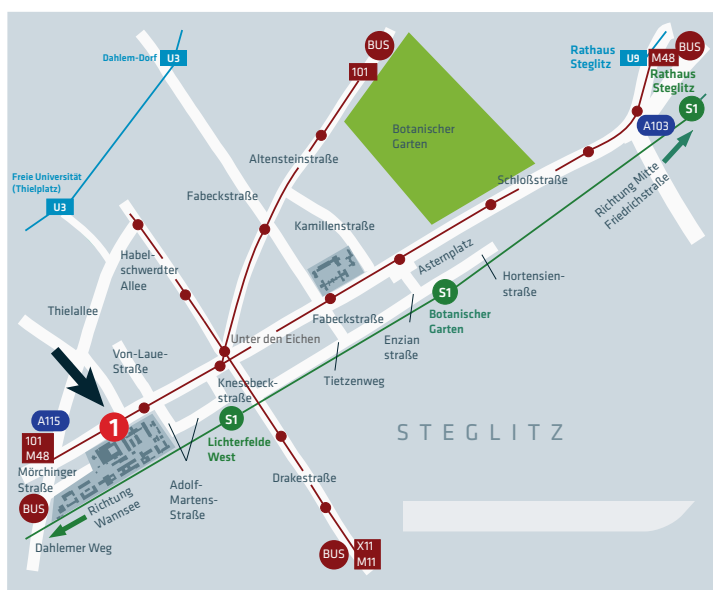 BUS
BUS
Dahlem-Dorf
U3
101
Rathaus
Steglitz
U9
M48
Rathaus
Steglitz
S1
A103
Botanischer
Garten
Altensteinstraße
Schloßstraße
Richtung Mitte
Friedrichstraße
Freie Universität
(Thielplatz)
U3
Fabeckstraße
Kamillenstraße
Habel-
schwerdter
Allee
Asternplatz
Hortensien-
straße
S1
Botanischer
Garten
Thielallee
Fabeckstraße
Enzian
straße
Unter den Eichen
Von-Laue-
Straße
Tietzenweg
Knesebeck-
straße
A115
1
S1
Lichterfelde
West
STEGLITZ
101
M48
Mörchinger
Straße
Drakestraße
Adolf-
Martens-
Straße
BUS
Richtung
Wannsee
Dahlemer Weg
BUS
X11
M11